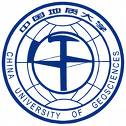 中国地质大学
CHINA UNIVERSITY OF GEOSCIENCES